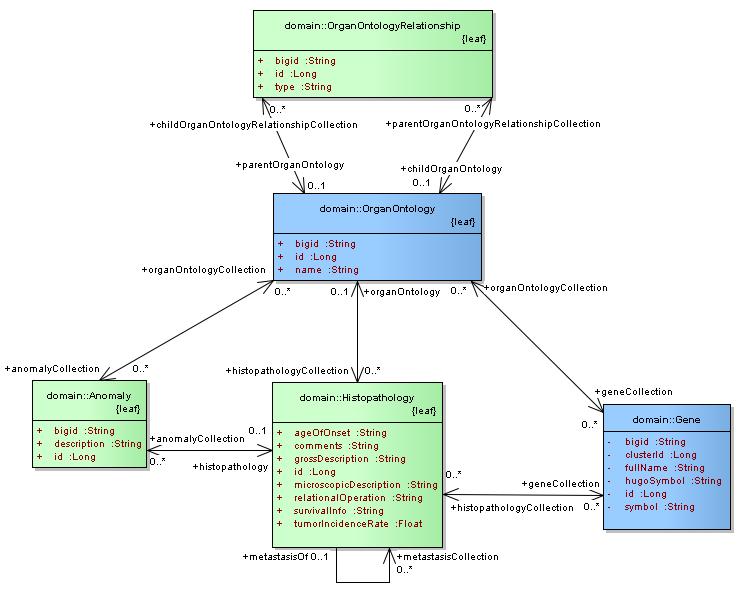 domain::OrganOntologyRelationship
{leaf}
+ bigid :String
+ id :Long
+ type :String
0..*
0..*
+childOrganOntologyRelationshipCollection
+parentOrganOntologyRelationshipCollection
+parentOrganOntology
+childOrganOntology
0..1
0..1
domain::OrganOntology
{leaf}
+ bigid :String
+ id :Long
+ name :String
+organOntologyCollection
0..*
0..1
+organOntology
0..*
+organOntologyCollection
+anomalyCollection
0..*
+histopathologyCollection
0..*
+geneCollection
0..*
domain::Anomaly
{leaf}
+ bigid :String
+ description :String
+ id :Long
+anomalyCollection
0..*
0..1
+histopathology
domain::Histopathology
{leaf}
+ ageOfOnset :String
+ comments :String
+ grossDescription :String
+ id :Long
+ microscopicDescription :String
+ relationalOperation :String
+ survivalInfo :String
+ tumorIncidenceRate :Float
domain::Gene
- bigid :String
- clusterId :Long
- fullName :String
- hugoSymbol :String
- id :Long
- symbol :String
0..*
+geneCollection
+histopathologyCollection
0..*
+metastasisOf 0..1
+metastasisCollection
0..*